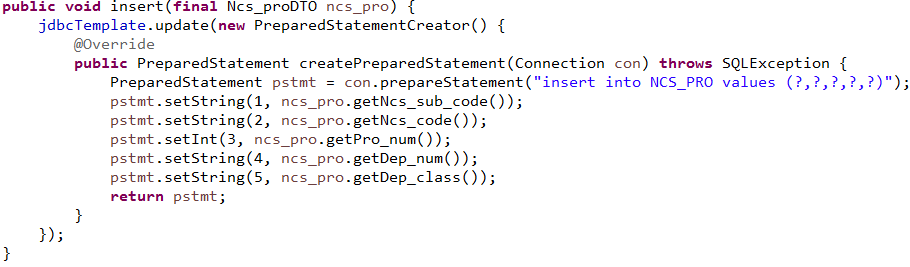 public void insert(final Ncs_proDTO ncs_pro) {
jdbcTemplate.update(new PreparedStatementCreator() {
@Override
public PreparedStatement createPreparedStatement(Connection con) throws SQLException {
PreparedStatement pstmt = con.prepareStatement("insert into NCS_PRO values (?,?,?,?,?)");
pstmt.setString(1, ncs_pro.getNcs_sub_code());
pstmt.setString(2, ncs_pro.getNcs_code());
pstmt.setInt(3, ncs_pro.getPro_num());
pstmt.setString(4, ncs_pro.getDep_num());
pstmt.setString(5, ncs_pro.getDep_class());
return pstmt;
}
});
}